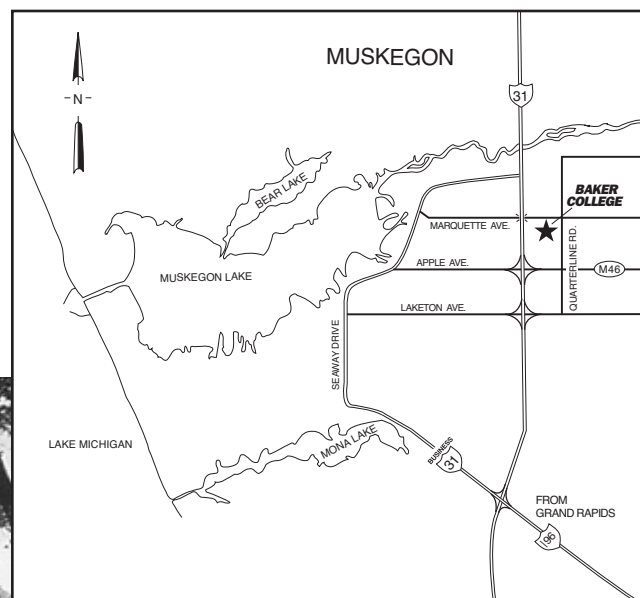 MUSKEGON
N
31
BEAR LAKE
BAKER
COLLEGE
MARQUETTE AVE.
QUARTERLINE RD.
APPLE AVE.
M46
MUSKEGON LAKE
LAKETON AVE.
SEAWAY DRIVE
LAKE MICHIGAN
MONA LAKE
BUSINESS
31
FROM
GRAND RAPIDS
I96